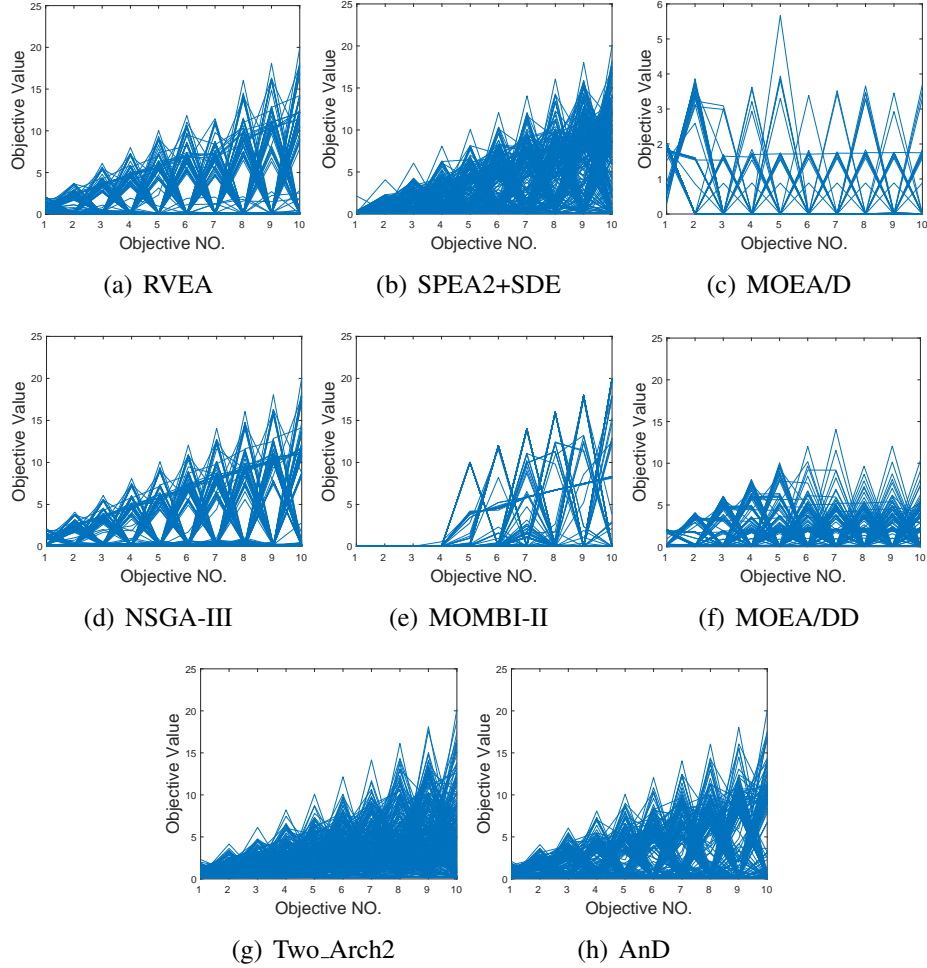 25
20
15
10
5
0
Objective Value
1 2 3 4 5 6 7 8 9 10
Objective NO.
(a) RVEA
25
20
15
10
5
0
Objective Value
1 2 3 4 5 6 7 8 9 10
Objective NO.
(b) SPEA2+SDE
6
5
4
3
2
1
0
Objective Value
1 2 3 4 5 6 7 8 9 10
Objective NO.
(c) MOEA/D
25
20
15
10
5
0
Objective Value
1 2 3 4 5 6 7 8 9 10
Objective NO.
(d) NSGA-III
25
20
15
10
5
0
Objective Value
1 2 3 4 5 6 7 8 9 10
Objective NO.
(e) MOMBI-II
25
20
15
10
5
0
Objective Value
1 2 3 4 5 6 7 8 9 10
Objective NO.
(f) MOEA/DD
25
20
15
10
5
0
Objective Value
1 2 3 4 5 6 7 8 9 10
Objective NO.
(g) Two_Arch2
25
20
15
10
5
0
Objective Value
1 2 3 4 5 6 7 8 9 10
Objective NO.
(h) AnD